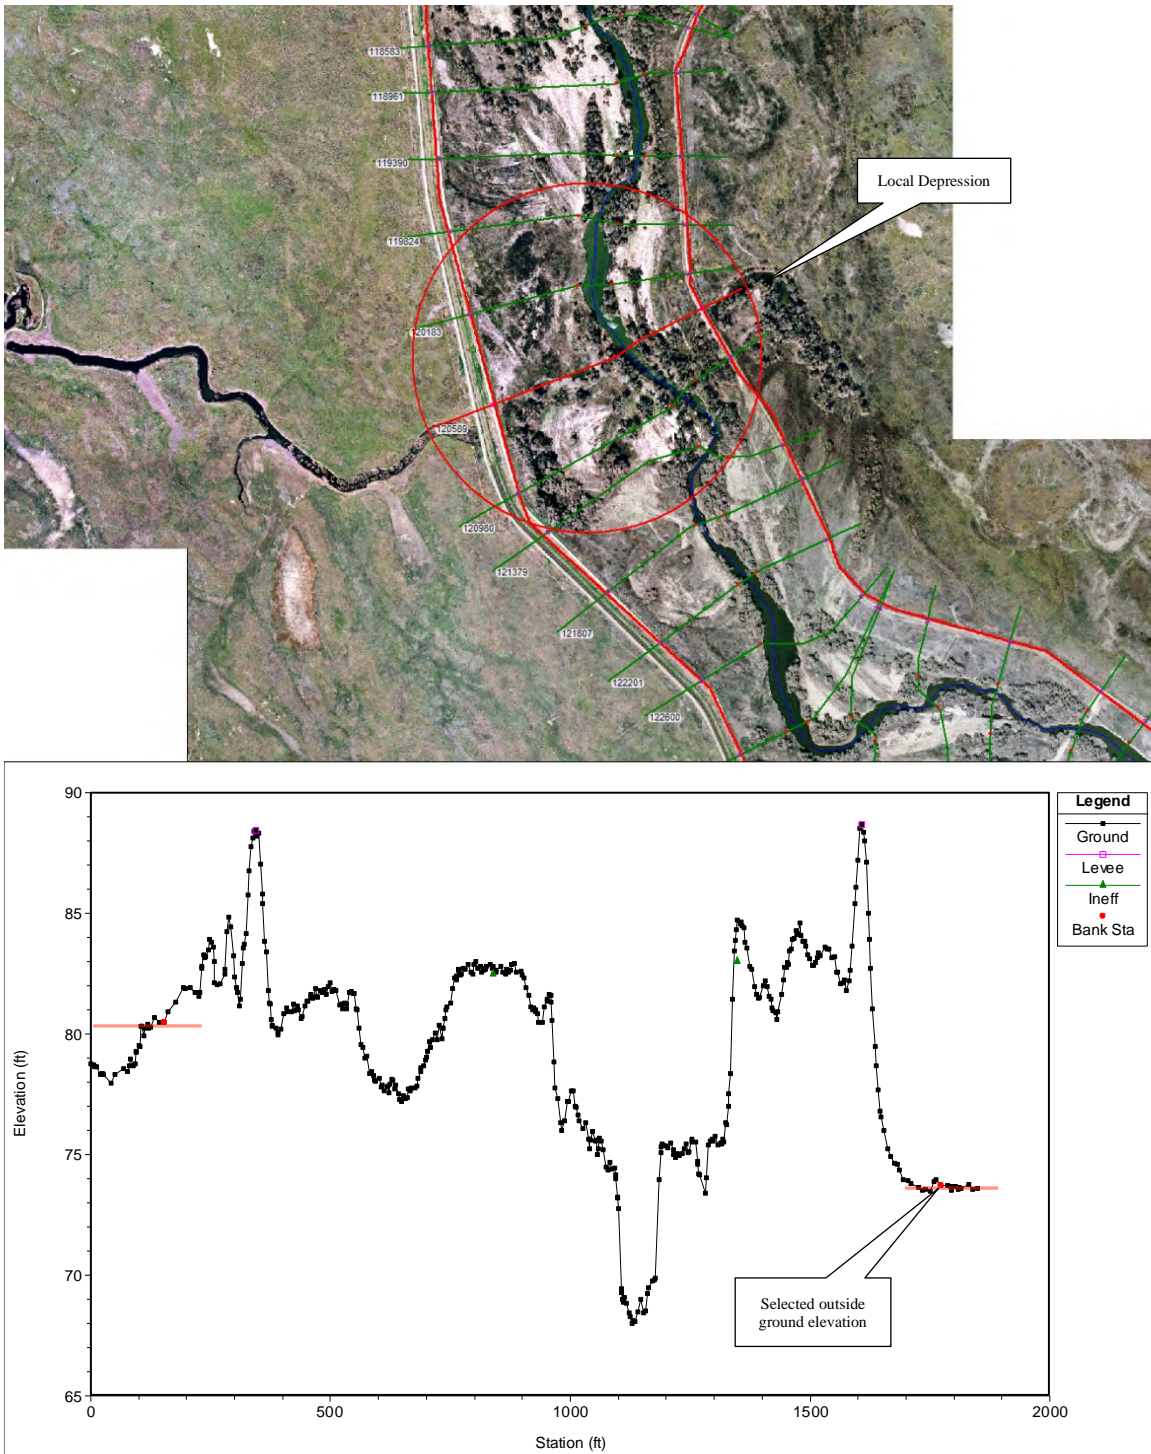 118583
118961
119390
Local Depression
119824
120183
120589
120980
121379
121807
122201
122600
90
85
80
75
70
65
Elevation (ft)
0
500
1000
1500
2000
Station (ft)
Legend
Ground
Levee
Ineff
Bank Sta
Selected outside
ground elevation